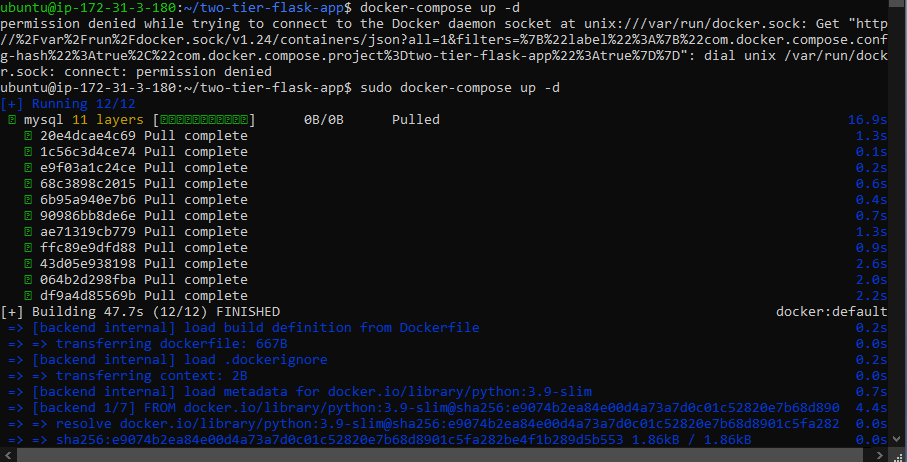 ubuntu@ip-172-31-3-180:~/two-tier-flask-app$ docker-compose up -d
permission denied while trying to connect to the Docker daemon socket at unix:///var/run/docker.sock: Get "http
//%2Fvar%2Frun%2Fdocker.sock/v1.24/containers/json?all=1&filters=%7B%22label%22%3A%7B%22com.docker.compose.conf
g-hash%22%3Atrue%2C%22com.docker.compose.project%3Dtwo-tier-flask-app%22%3Atrue%7D%7D": dial unix /var/run/dock
r.sock: connect: permission denied
ubuntu@ip-172-31-3-180:~/two-tier-flask-app$ sudo docker-compose up -d
[+] Running 12/12
mysql 11 layers [] 0B/0B Pulled 16.9s
20e4dcae4c69 Pull complete 1.3s
1c56c3d4ce74 Pull complete 0.1s
e9f03a1c24ce Pull complete 0.2s
68c3898c2015 Pull complete 0.6s
6b95a940e7b6 Pull complete 0.4s
90986bb8de6e Pull complete 0.7s
ae71319cb779 Pull complete 1.3s
ffc89e9dfd88 Pull complete 0.9s
43d05e938198 Pull complete 2.6s
064b2d298fba Pull complete 2.0s
df9a4d85569b Pull complete 2.2s
[+] Building 47.7s (12/12) FINISHED docker:default
=> [backend internal] load build definition from Dockerfile 0.2s
=> => transferring dockerfile: 667B 0.0s
=> [backend internal] load .dockerignore 0.2s
=> => transferring context: 2B 0.0s
=> [backend internal] load metadata for docker.io/library/python:3.9-slim 0.7s
=> [backend 1/7] FROM docker.io/library/python:3.9-slim@sha256:e9074b2ea84e00d4a73a7d0c01c52820e7b68d890 4.4s
=> => resolve docker.io/library/python:3.9-slim@sha256:e9074b2ea84e00d4a73a7d0c01c52820e7b68d8901c5fa282 0.0s
=> => sha256:e9074b2ea84e00d4a73a7d0c01c52820e7b68d8901c5fa282be4f1b289d5b553 1.86kB / 1.86kB 0.0s